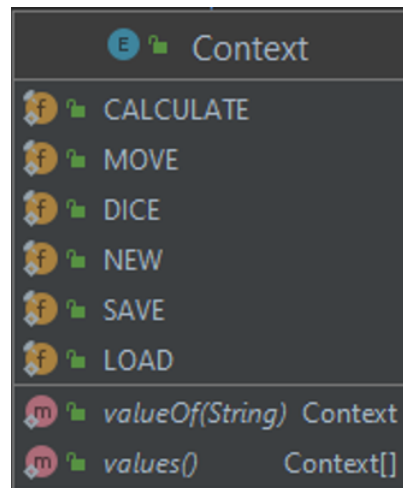 E Context
f CALCULATE
f MOVE
f DICE
f NEW
f SAVE
f LOAD
m valueOf(String) Context
m values() Context[]